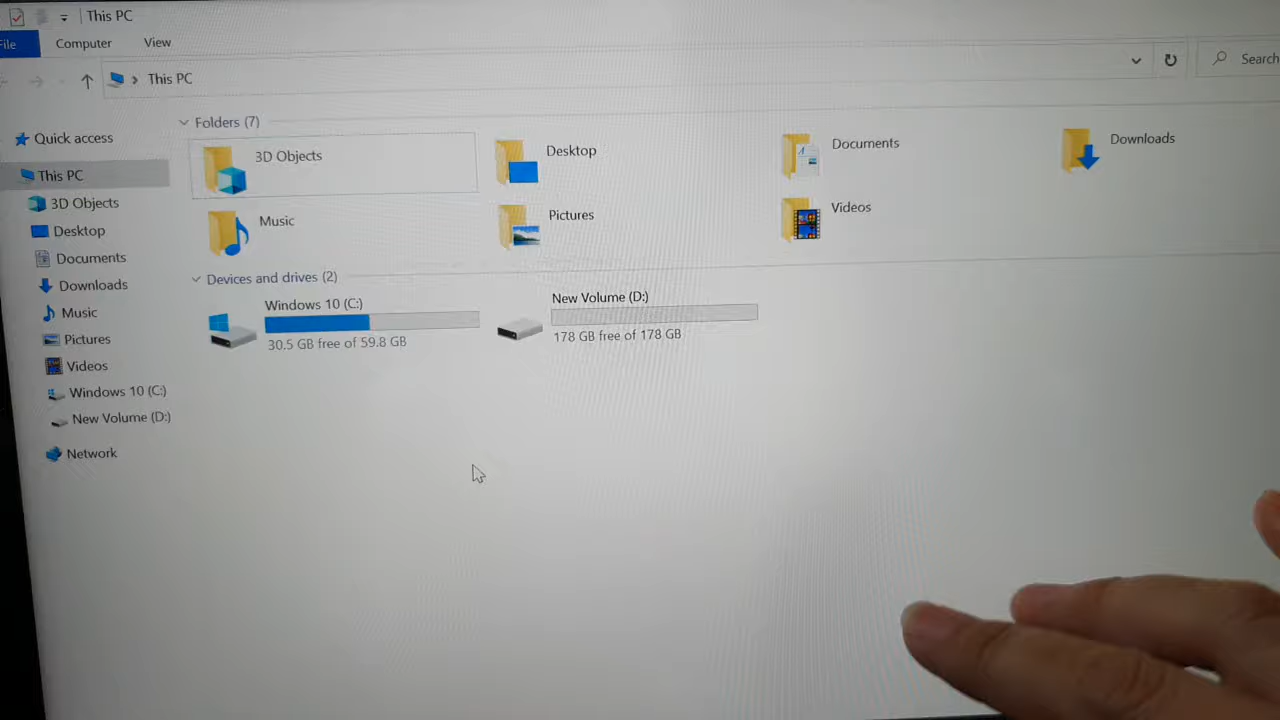 This PC
File
Computer
View
This PC
Search
Quick access
This PC
3D Objects
Desktop
Documents
Downloads
Music
Pictures
Videos
Windows 10 (C:)
New Volume (D:)
Network
Folders (7)
3D Objects
Desktop
Documents
Downloads
Music
Pictures
Videos
Devices and drives (2)
Windows 10 (C:)
30.5 GB free of 59.8 GB
New Volume (D:)
178 GB free of 178 GB